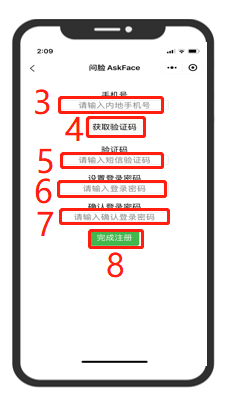 2:09
问脸 AskFace
手机号
3 请输入内地手机号
4 获取验证码
验证码
5 请输入短信验证码
设置登录密码
6 请输入登录密码
确认登录密码
7 请输入确认登录密码
完成注册
8